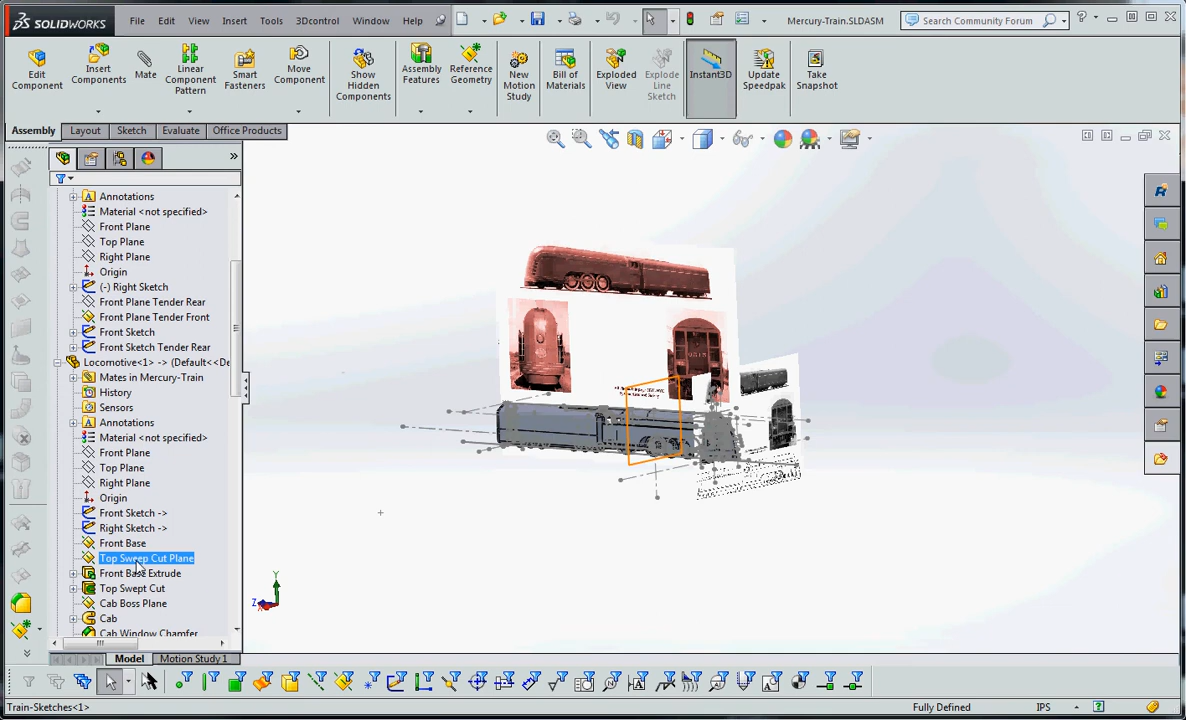 SOLIDWORKS
File Edit View Insert Tools 3Dcontrol Window Help
Mercury-Train.SLDASM
Search Community Forum
Edit Component
Insert Components
Mate
Linear Component Pattern
Smart Fasteners
Move Component
Show Hidden Components
Assembly Features
Reference Geometry
New Motion Study
Bill of Materials
Exploded View
Explode Line Sketch
Instant3D
Update Speedpak
Take Snapshot
Assembly Layout Sketch Evaluate Office Products
Annotations
Material <not specified>
Front Plane
Top Plane
Right Plane
Origin
(-) Right Sketch
Front Plane Tender Rear
Front Plane Tender Front
Front Sketch
Front Sketch Tender Rear
Locomotive<1> -> (Default<<De
Mates in Mercury-Train
History
Sensors
Annotations
Material <not specified>
Front Plane
Top Plane
Right Plane
Origin
Front Sketch ->
Right Sketch ->
Front Base
Top Sweep Cut Plane
Front Base Extrude
Top Swept Cut
Cab Boss Plane
Cab
Cab Window Chamfer
Y
Z
Model Motion Study 1
Train-Sketches<1>
Fully Defined
IPS